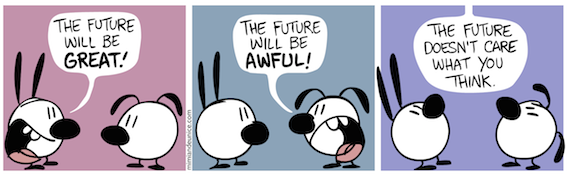 THE FUTURE
WILL BE
GREAT!
THE FUTURE
WILL BE
AWFUL!
THE FUTURE
DOESN'T CARE
WHAT YOU
THINK.
mimiandeunice.com